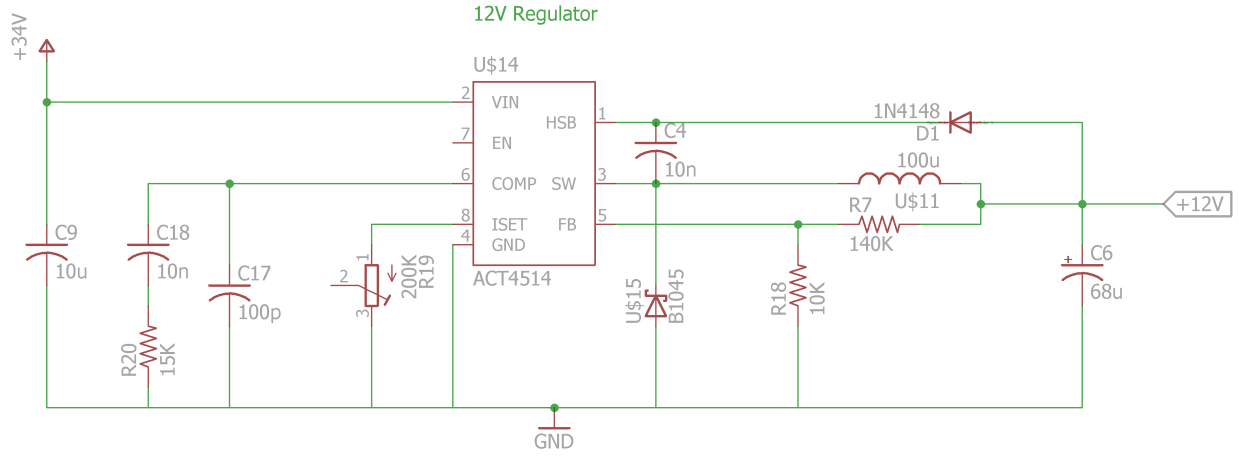 12V Regulator
+34V
U$14
2
VIN
HSB
1
7
EN
6
COMP
SW
3
8
ISET
FB
5
4
GND
ACT4514
C4
10n
1N4148
D1
100u
U$11
R7
140K
+12V
C9
10u
C18
10n
C17
100p
R20
15K
1
2
3
200K
R19
U$15
B1045
R18
10K
+
C6
68u
GND